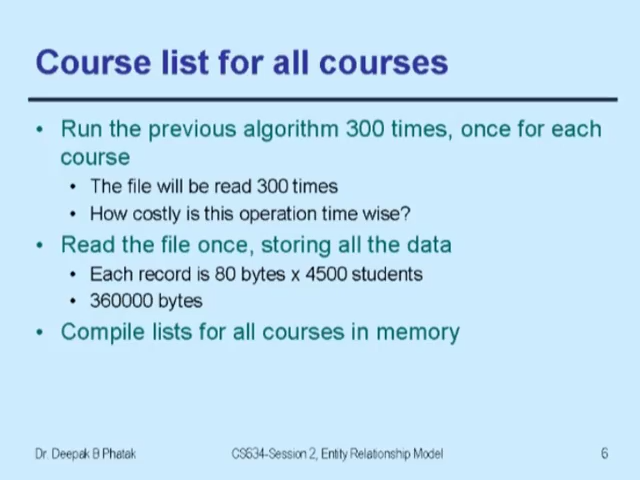 Course list for all courses
• Run the previous algorithm 300 times, once for each
course
• The file will be read 300 times
• How costly is this operation time wise?
• Read the file once, storing all the data
• Each record is 80 bytes x 4500 students
• 360000 bytes
• Compile lists for all courses in memory
Dr. Deepak B Phatak
CS634-Session 2, Entity Relationship Model
6